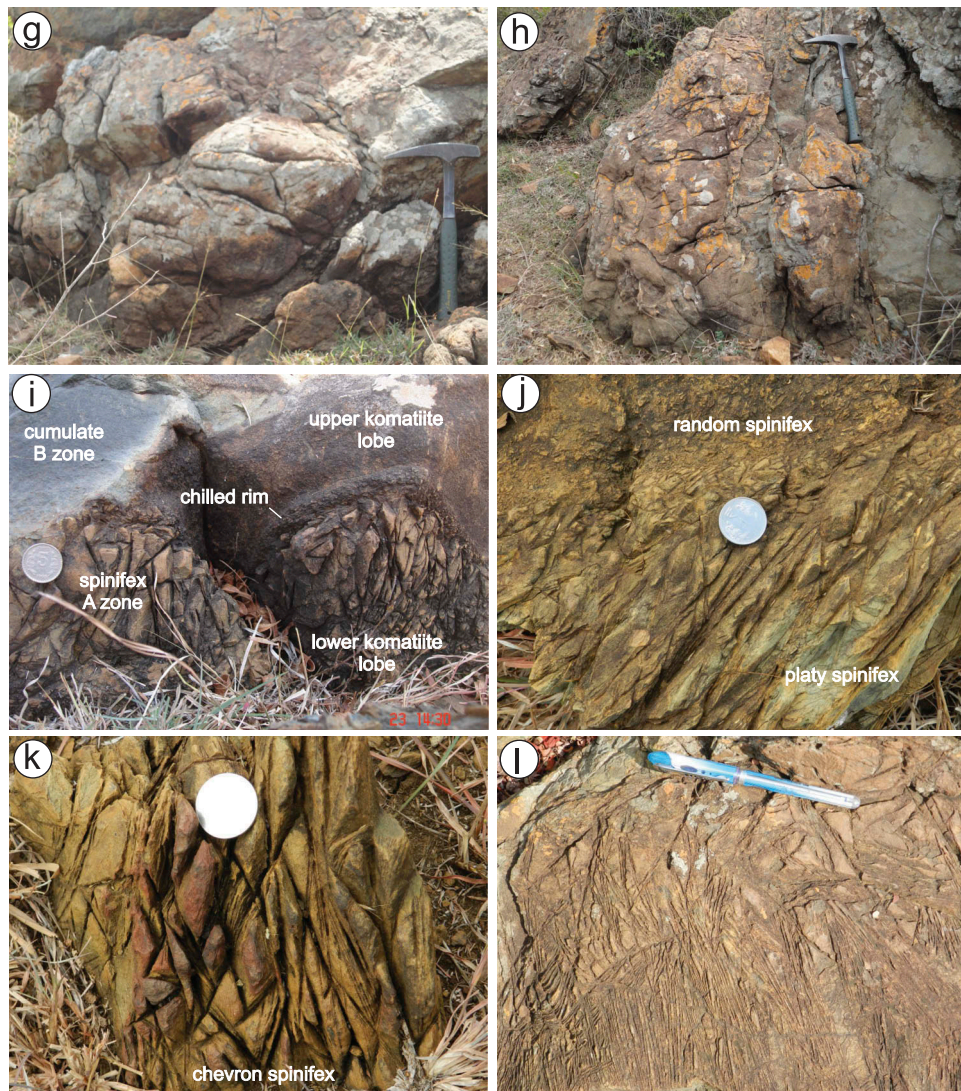 g
h
i
cumulate
B zone
upper komatiite
lobe
chilled rim
spinifex
A zone
lower komatiite
lobe
23 14:30
j
random spinifex
platy spinifex
k
chevron spinifex
l